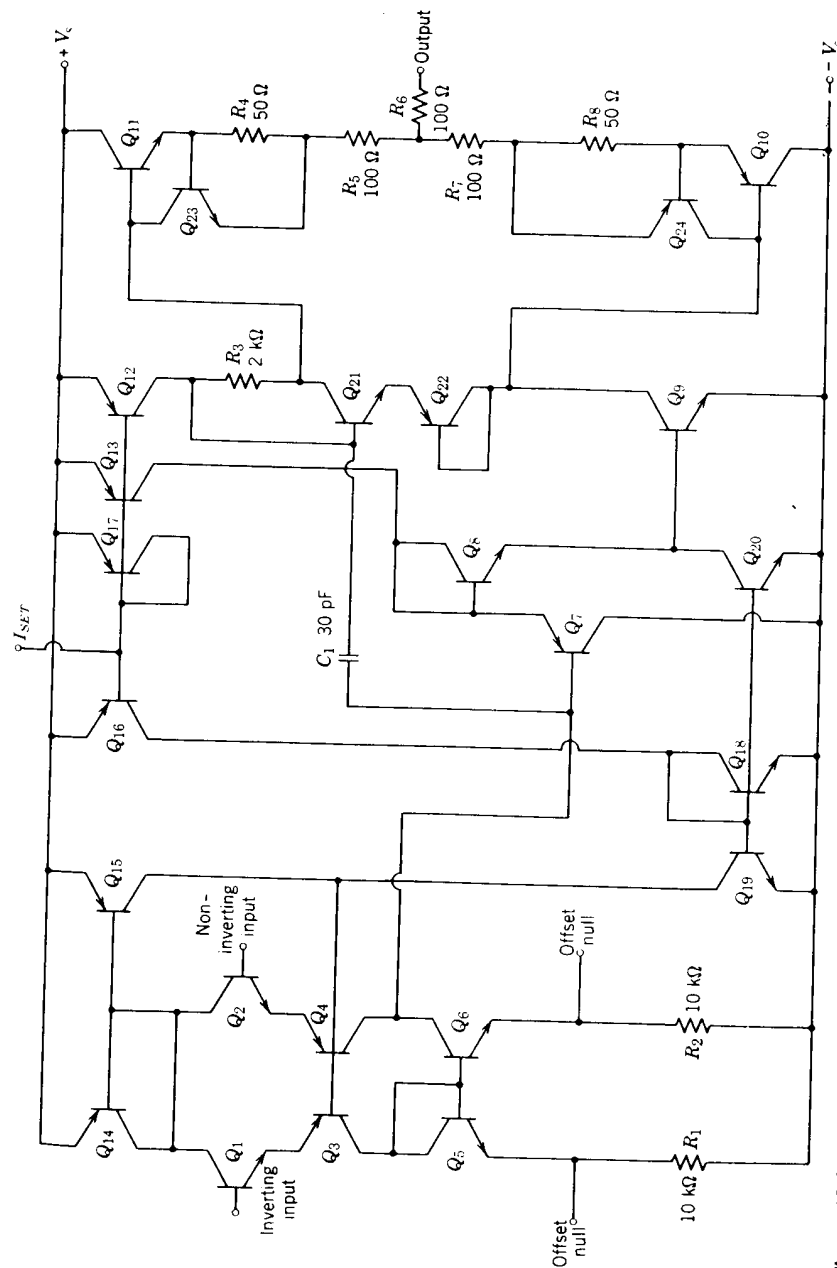 I_SET
+ V
Q11
Q12
Q13
Q17
Q16
Q15
Q14
Q23
R4
50 Ω
R3
2 kΩ
R5
100 Ω
R6
100 Ω
Output
R7
100 Ω
R8
50 Ω
Q21
Q22
Q24
Q10
Q9
Q8
Q7
Q20
C1 30 pF
Non-
inverting
input
Q2
Q1
Inverting
input
Q4
Q3
Q6
Q5
Q18
Q19
Offset
null
Offset
null
10 kΩ
R2
R1
10 kΩ
− V